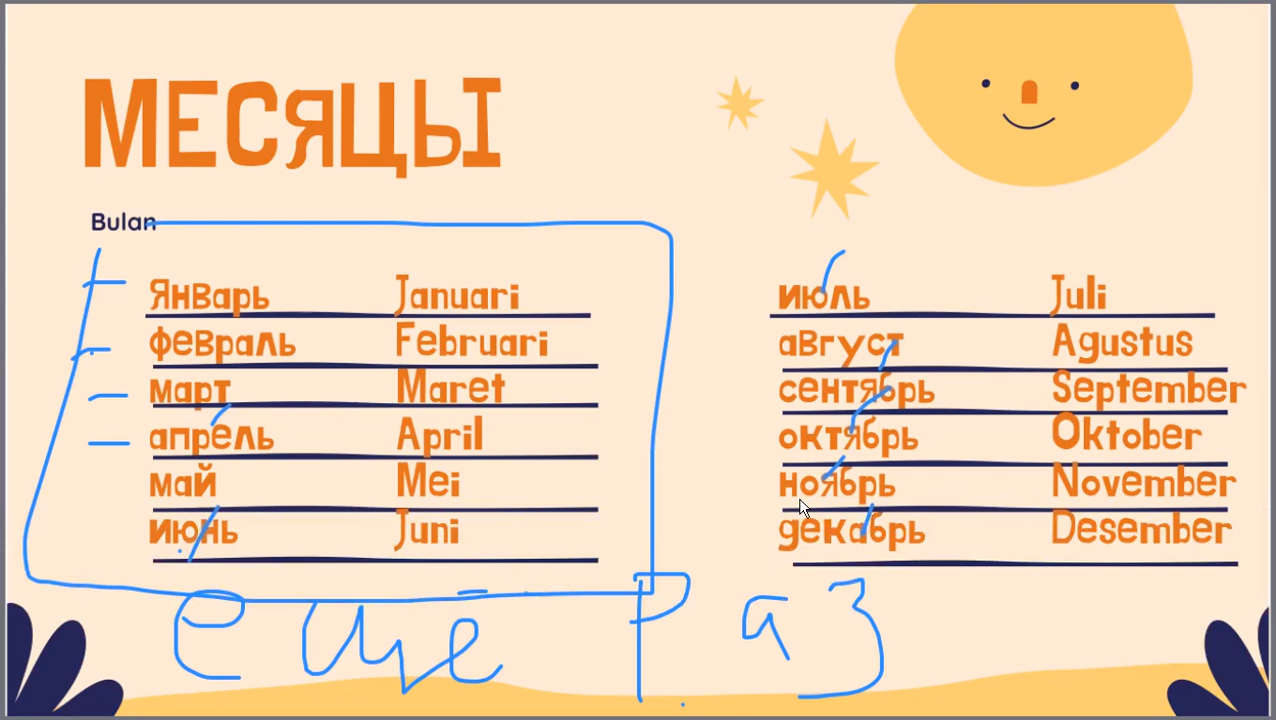 МЕСЯЦЫ
Bulan
Январь Januari
февраль Februari
март Maret
апрель April
май Mei
июнь Juni
июль Juli
август Agustus
сентябрь September
октябрь Oktober
ноябрь November
декабрь Desember
ещё раз